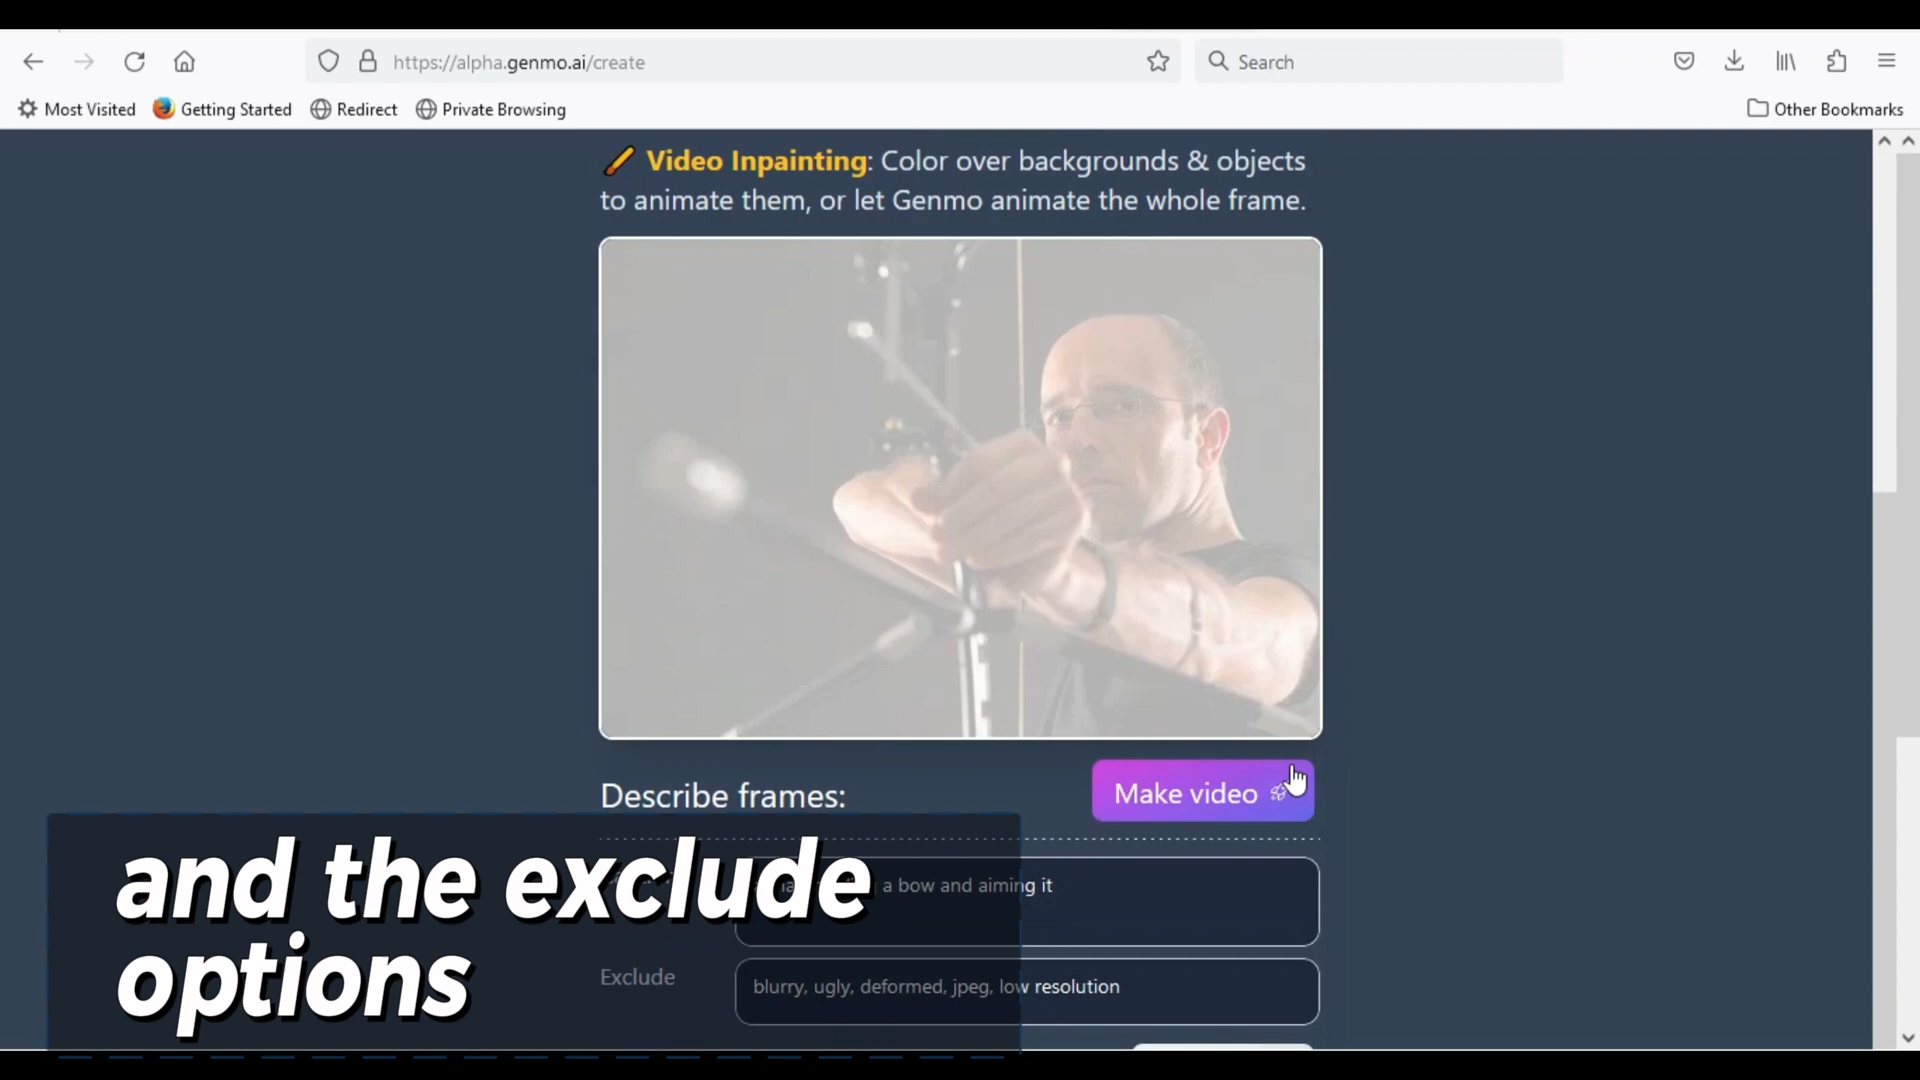 https://alpha.genmo.ai/create
Search
Most Visited
Getting Started
Redirect
Private Browsing
Other Bookmarks
Video Inpainting: Color over backgrounds & objects
to animate them, or let Genmo animate the whole frame.
Describe frames:
Make video
a bow and aiming it
and the exclude
options
Exclude
blurry, ugly, deformed, jpeg, low resolution